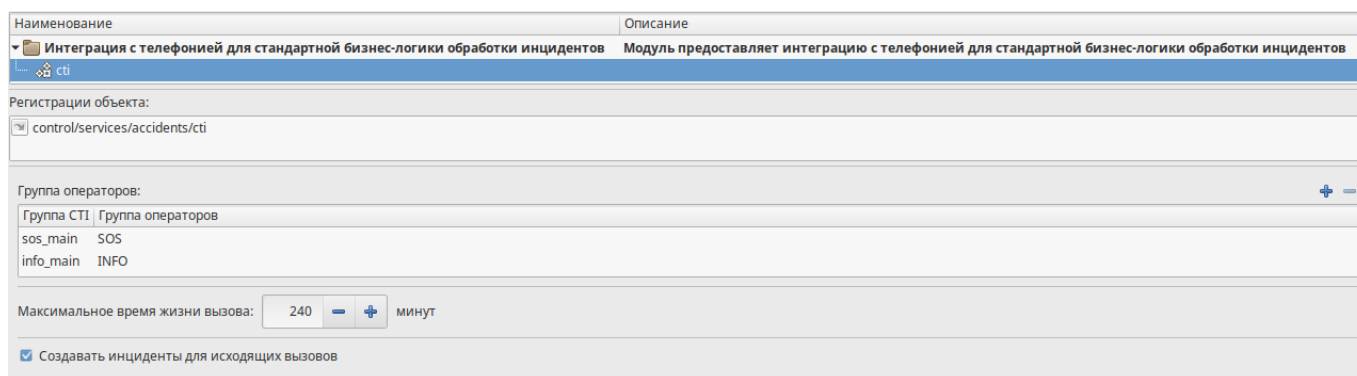 Наименование Описание
Интеграция с телефонией для стандартной бизнес-логики обработки инцидентов Модуль предоставляет интеграцию с телефонией для стандартной бизнес-логики обработки инцидентов
cti
Регистрации объекта:
control/services/accidents/cti
Группа операторов:
Группа CTI Группа операторов
sos_main SOS
info_main INFO
Максимальное время жизни вызова: 240 минут
Создавать инциденты для исходящих вызовов